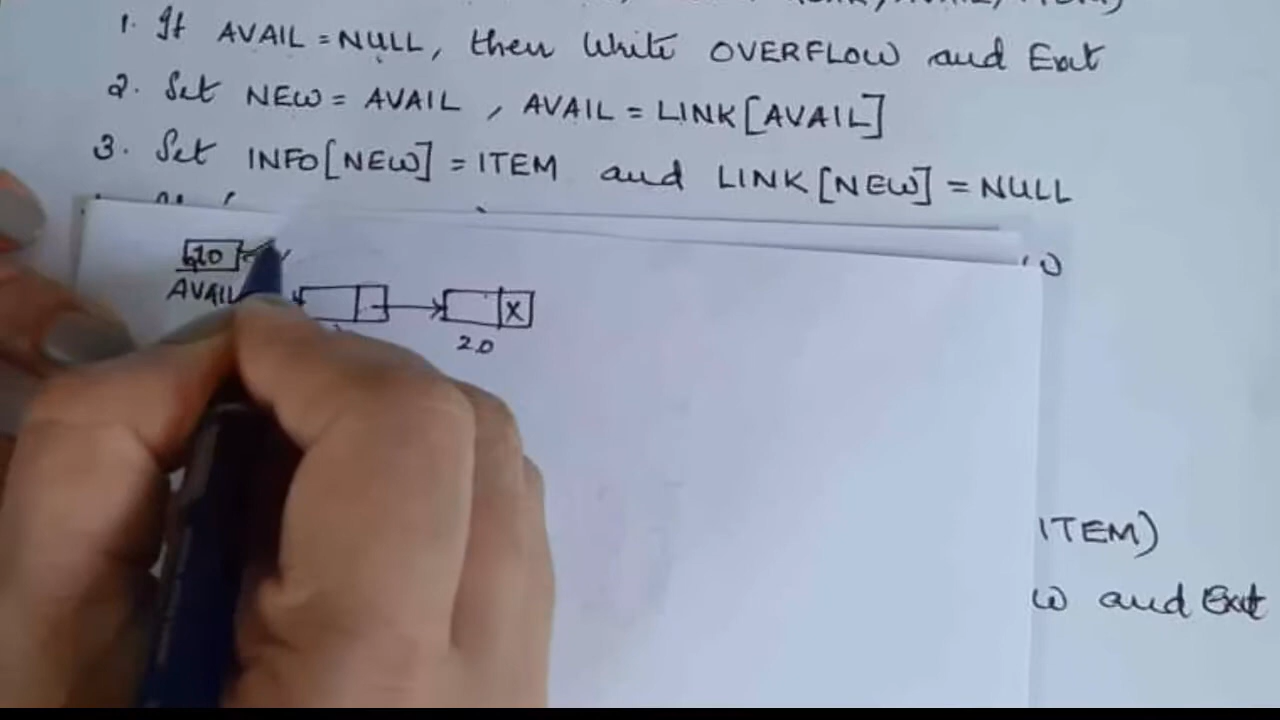 1. If AVAIL = NULL, then Write OVERFLOW and Exit
2. Set NEW = AVAIL , AVAIL = LINK[AVAIL]
3. Set INFO[NEW] = ITEM and LINK[NEW] = NULL
AVAIL
X
20
ITEM)
w and Exit